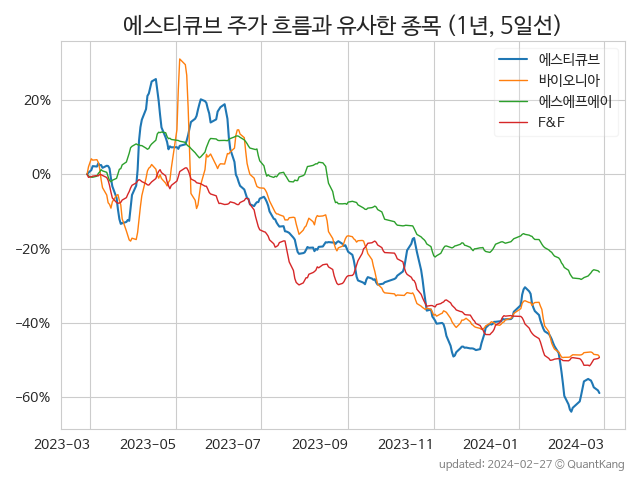 에스티큐브 주가 흐름과 유사한 종목 (1년, 5일선)
에스티큐브
바이오니아
에스에프에이
F&F
20%
0%
−20%
−40%
−60%
2023-03 2023-05 2023-07 2023-09 2023-11 2024-01 2024-03
updated: 2024-02-27 © QuantKang